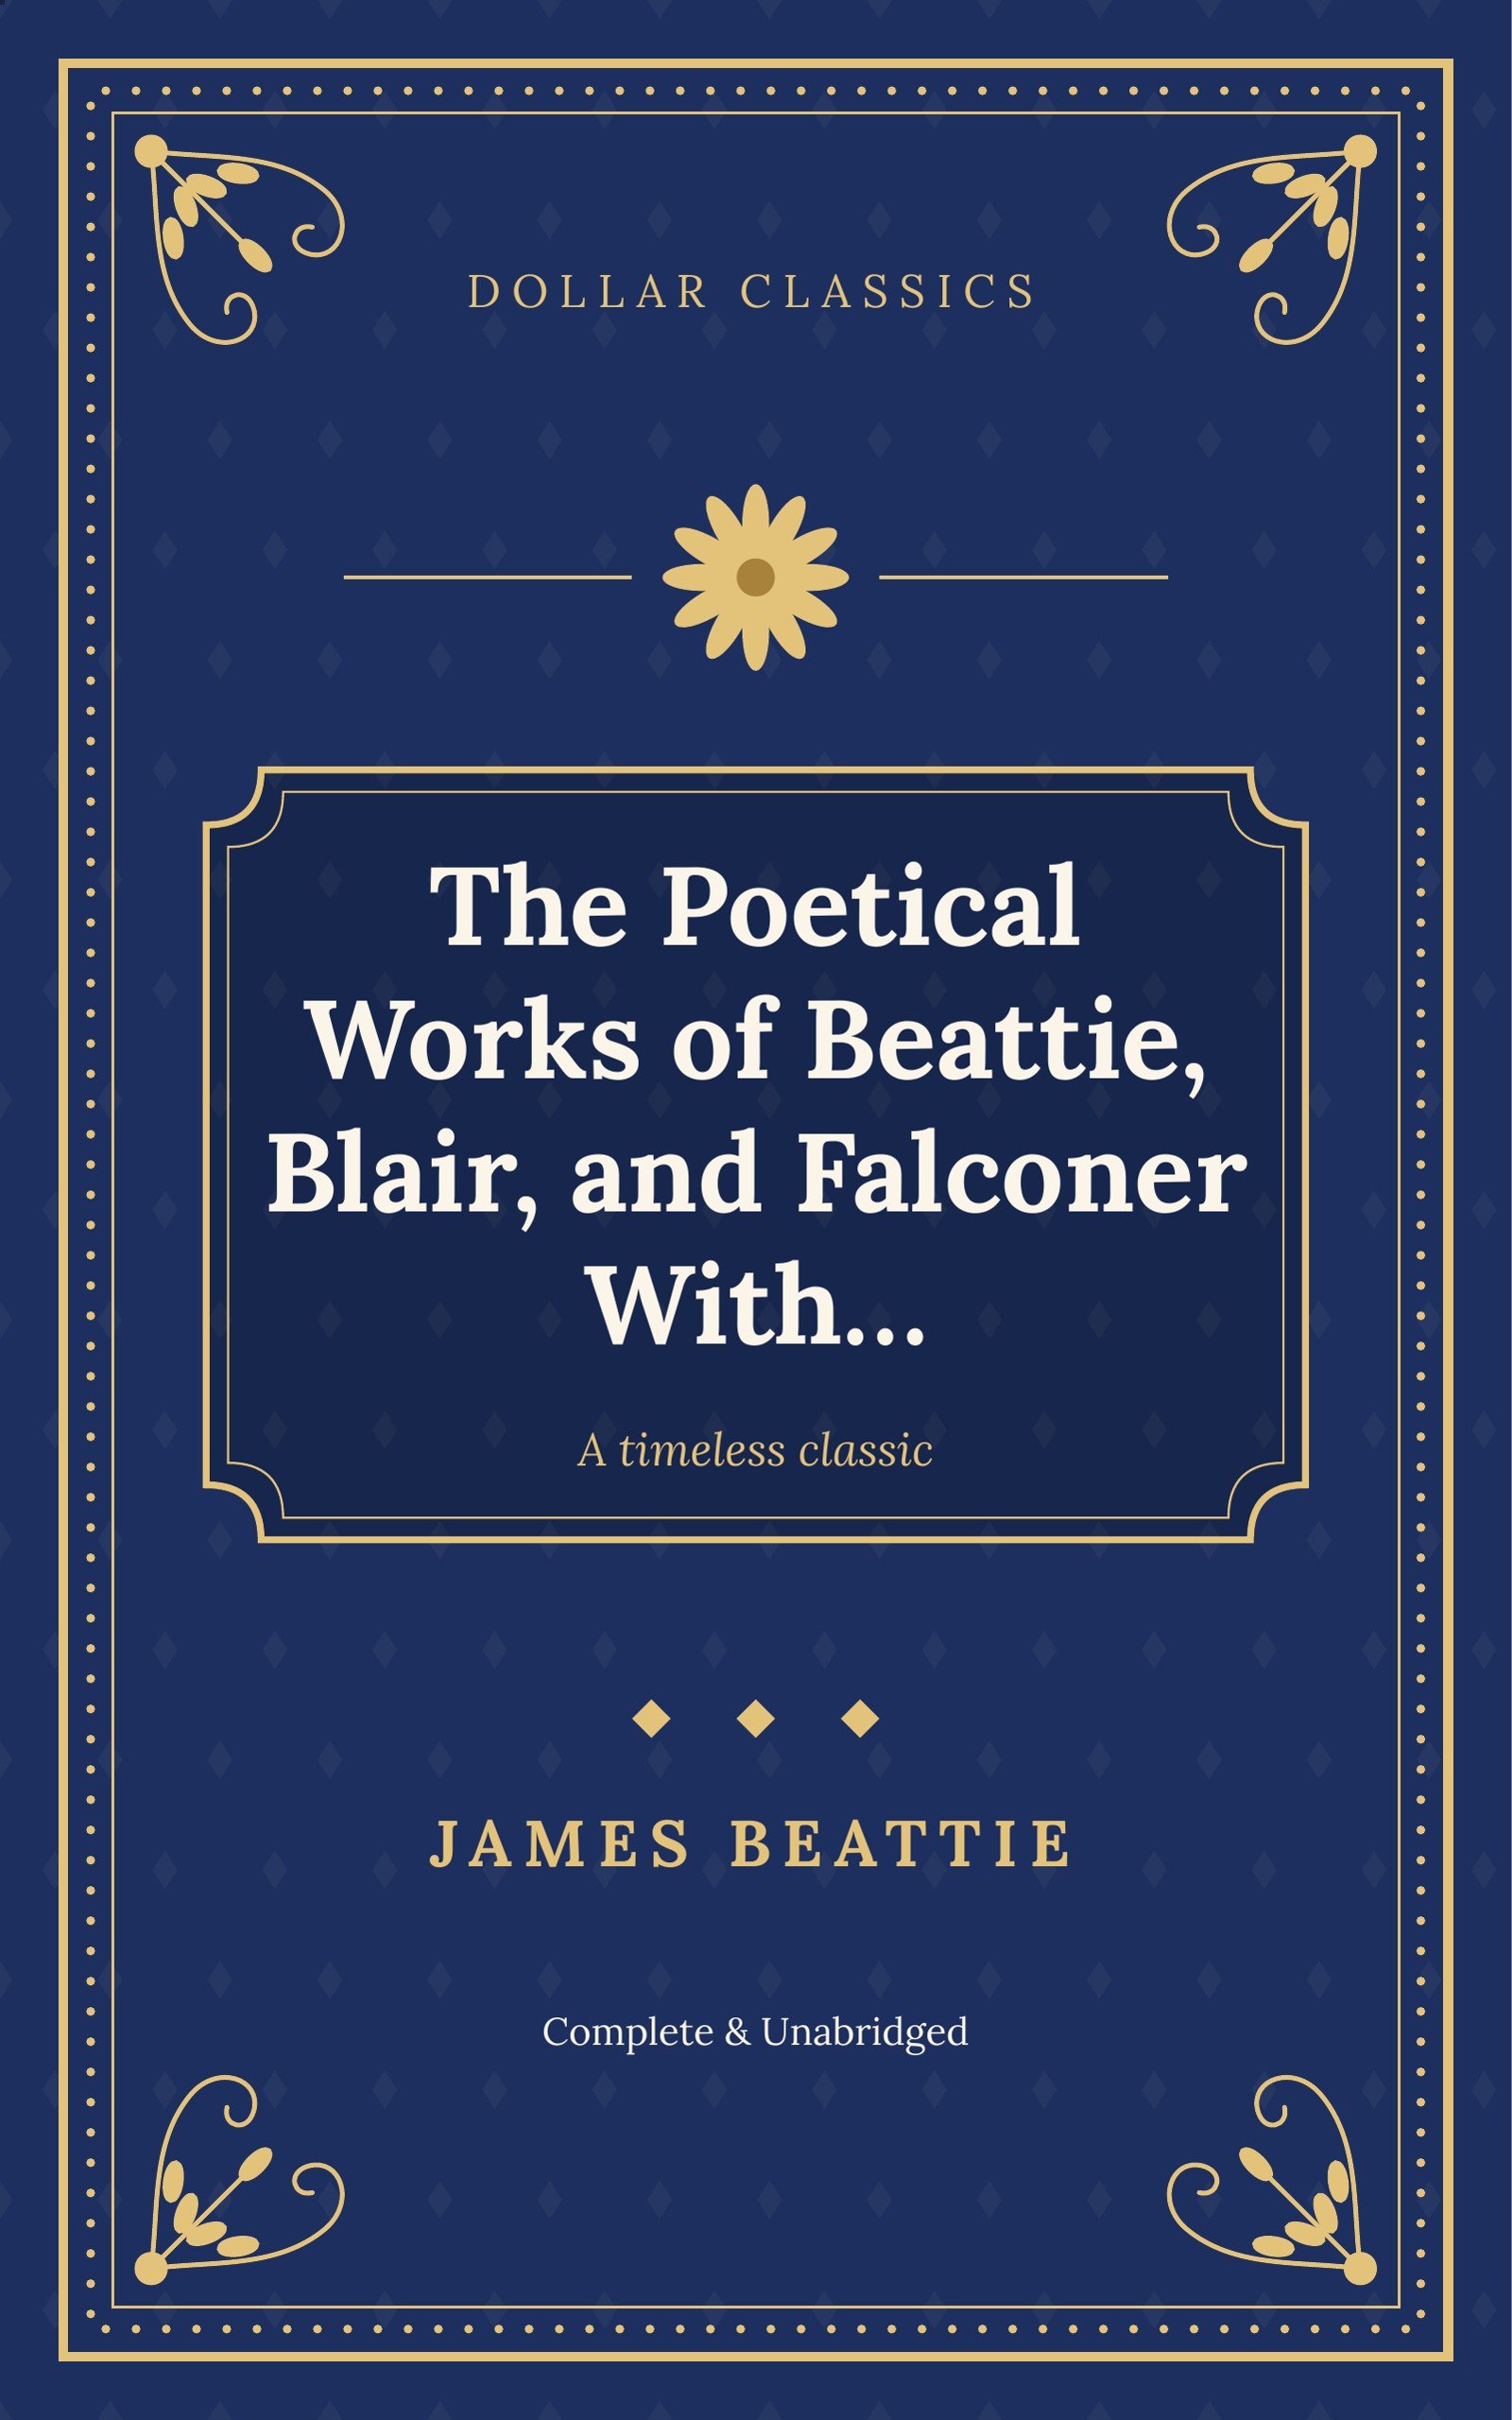 DOLLAR CLASSICS
The Poetical
Works of Beattie,
Blair, and Falconer
With...
A timeless classic
JAMES BEATTIE
Complete & Unabridged